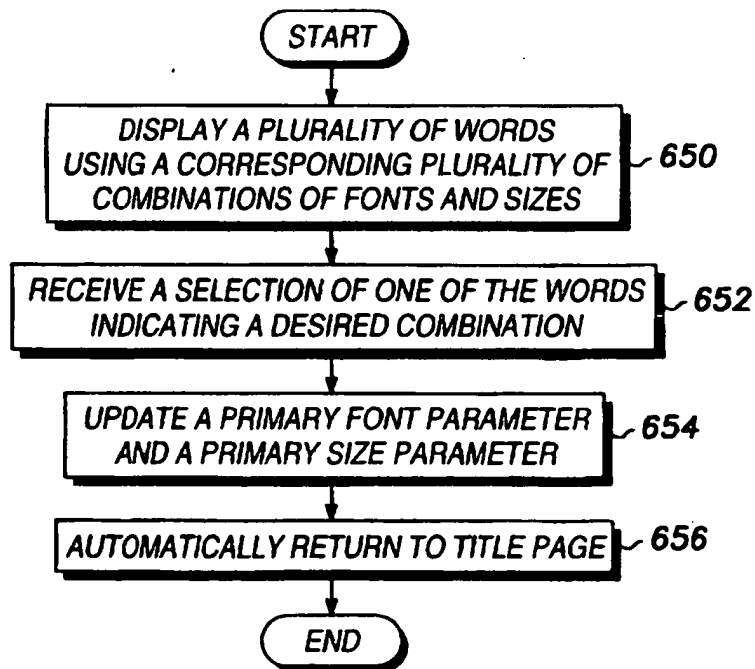 START
DISPLAY A PLURALITY OF WORDS
USING A CORRESPONDING PLURALITY OF
COMBINATIONS OF FONTS AND SIZES
650
RECEIVE A SELECTION OF ONE OF THE WORDS
INDICATING A DESIRED COMBINATION
652
UPDATE A PRIMARY FONT PARAMETER
AND A PRIMARY SIZE PARAMETER
654
AUTOMATICALLY RETURN TO TITLE PAGE
656
END